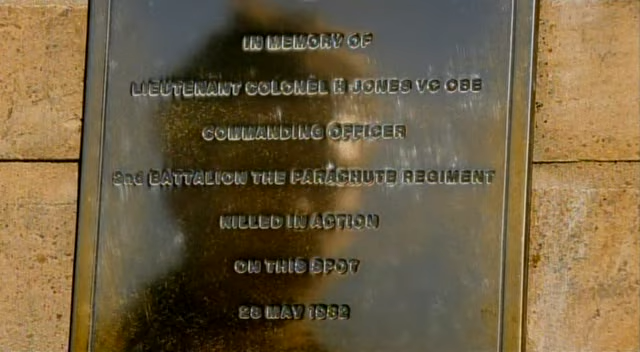 IN MEMORY OF
LIEUTENANT COLONEL H JONES VC OBE
COMMANDING OFFICER
2nd BATTALION THE PARACHUTE REGIMENT
KILLED IN ACTION
ON THIS SPOT
28 MAY 1982